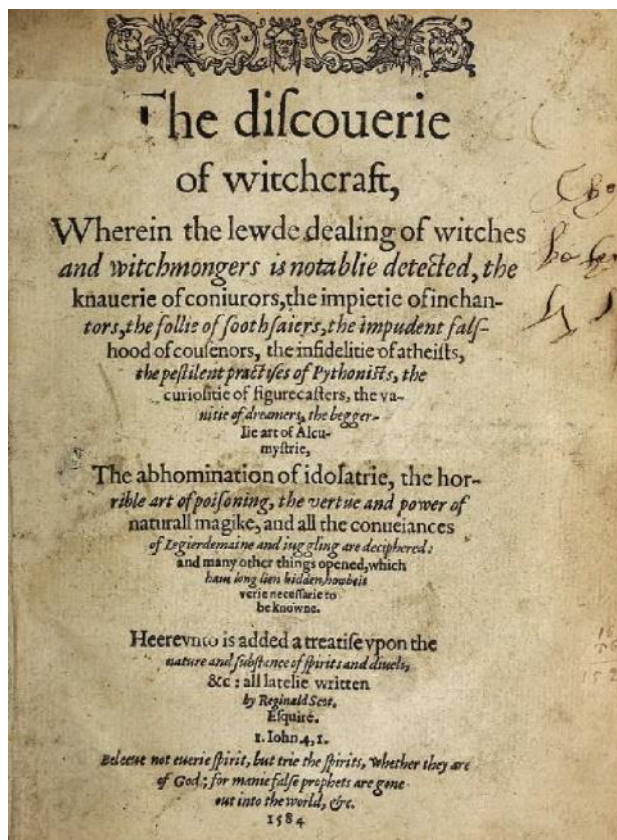 The diſcouerie
of witchcraft,
Wherein the lewde dealing of witches
and witchmongers is notablie detected, the
knauerie of coniurors, the impietie of inchan-
tors, the follie of ſoothſaiers, the impudent falſ-
hood of couſenors, the infidelitie of atheiſts,
the peſtilent practiſes of Pythoniſts, the
curioſitie of figurecaſters, the va-
nitie of dreamers, the begger-
lie art of Alcu-
myſtrie,
The abhomination of idolatrie, the hor-
rible art of poiſoning, the vertue and power of
naturall magike, and all the conueiances
of Legierdemaine and iuggling are deciphered:
and many other things opened, which
haue long lien hidden, howbeit
verie neceſſarie to
be knowne.
Heerevnto is added a treatiſe vpon the
nature and ſubſtance of ſpirits and diuels,
&c: all latelie written
by Reginald Scot,
Eſquire.
1. Iohn. 4, 1.
Beleeue not euerie ſpirit, but trie the ſpirits, whether they are
of God; for manie falſe prophets are gone
out into the world, &c.
1584